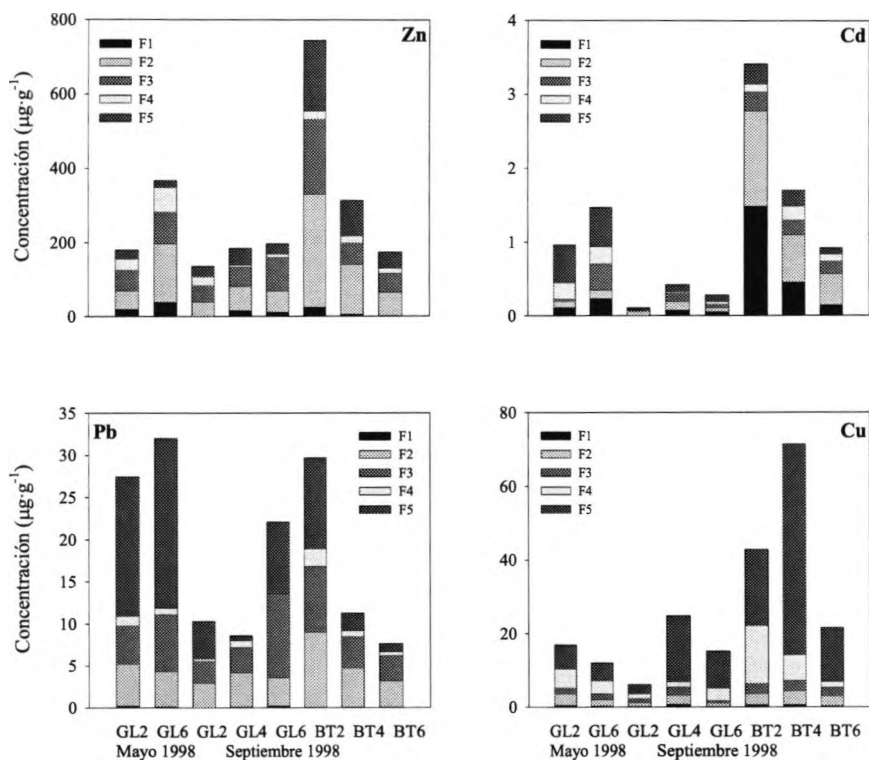 Zn
Concentración (µg·g⁻¹)
800
600
400
200
0
F1
F2
F3
F4
F5
Cd
4
3
2
1
0
F1
F2
F3
F4
F5
Pb
Concentración (µg·g⁻¹)
35
30
25
20
15
10
5
0
F1
F2
F3
F4
F5
GL2 GL6 GL2 GL4 GL6 BT2 BT4 BT6
Mayo 1998 Septiembre 1998
Cu
80
60
40
20
0
F1
F2
F3
F4
F5
GL2 GL6 GL2 GL4 GL6 BT2 BT4 BT6
Mayo 1998 Septiembre 1998